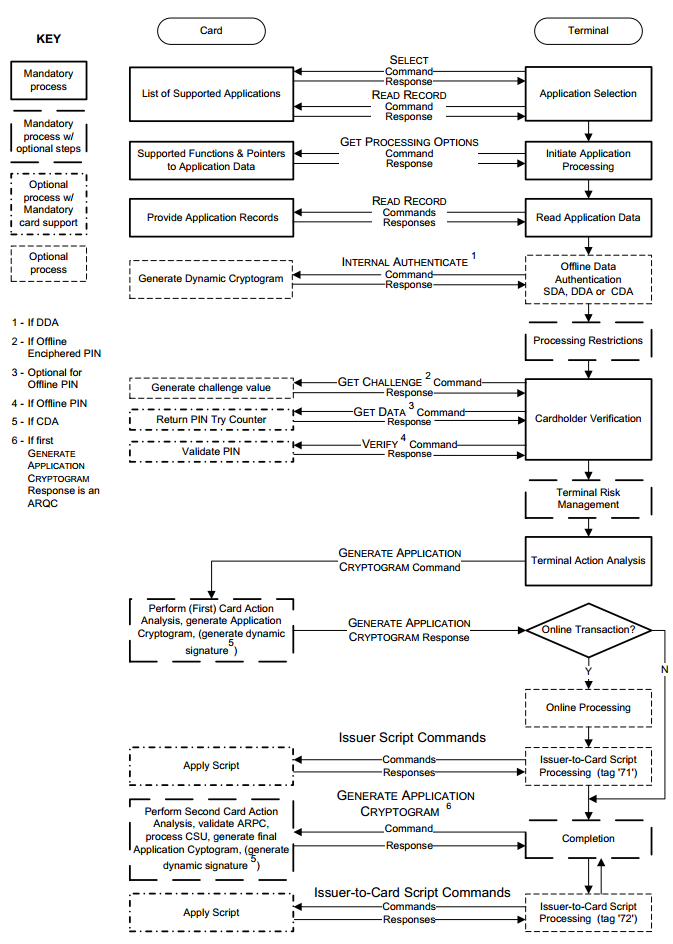 KEY
Mandatory
process
Mandatory
process w/
optional steps
Optional
process w/
Mandatory
card support
Optional
process
1 - If DDA
2 - If Offline
Enciphered PIN
3 - Optional for
Offline PIN
4 - If Offline PIN
5 - If CDA
6 - If first
GENERATE
APPLICATION
CRYPTOGRAM
Response is an
ARQC
Card
Terminal
SELECT
Command
Response
READ RECORD
Command
Response
List of Supported Applications
Application Selection
GET PROCESSING OPTIONS
Command
Response
Supported Functions & Pointers
to Application Data
Initiate Application
Processing
READ RECORD
Commands
Responses
Provide Application Records
Read Application Data
INTERNAL AUTHENTICATE 1
Command
Response
Generate Dynamic Cryptogram
Offline Data
Authentication
SDA, DDA or CDA
Processing Restrictions
GET CHALLENGE 2 Command
Response
Generate challenge value
GET DATA 3 Command
Response
Return PIN Try Counter
Cardholder Verification
VERIFY 4 Command
Response
Validate PIN
Terminal Risk
Management
GENERATE APPLICATION
CRYPTOGRAM Command
Terminal Action Analysis
Perform (First) Card Action
Analysis, generate Application
Cryptogram, (generate dynamic
signature 5)
GENERATE APPLICATION
CRYPTOGRAM Response
Online Transaction?
Y
N
Online Processing
Issuer Script Commands
Commands
Responses
Apply Script
Issuer-to-Card Script
Processing (tag '71')
GENERATE APPLICATION
CRYPTOGRAM 6
Command
Response
Perform Second Card Action
Analysis, validate ARPC,
process CSU, generate final
Application Cyptogram, (generate
dynamic signature 5)
Completion
Issuer-to-Card Script Commands
Commands
Responses
Apply Script
Issuer-to-Card Script
Processing (tag '72')